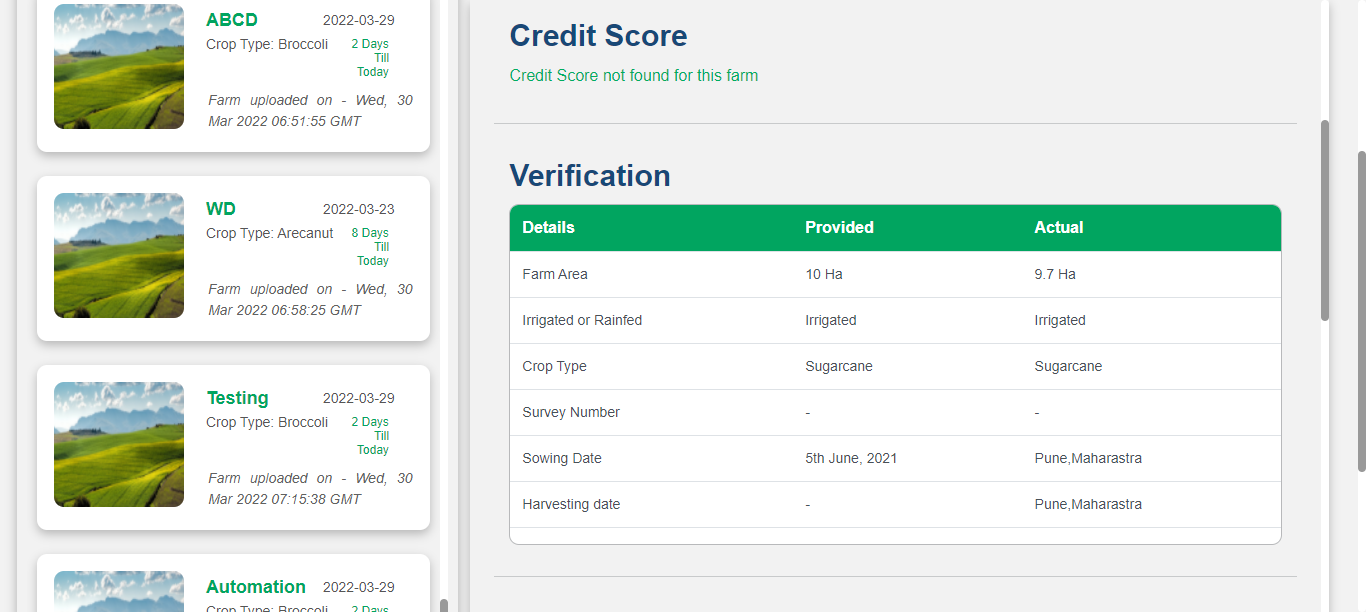 ABCD 2022-03-29
Crop Type: Broccoli 2 Days
Till
Today
Farm uploaded on - Wed, 30
Mar 2022 06:51:55 GMT
WD 2022-03-23
Crop Type: Arecanut 8 Days
Till
Today
Farm uploaded on - Wed, 30
Mar 2022 06:58:25 GMT
Testing 2022-03-29
Crop Type: Broccoli 2 Days
Till
Today
Farm uploaded on - Wed, 30
Mar 2022 07:15:38 GMT
Automation 2022-03-29
Crop Type: Broccoli 2 Days
Credit Score
Credit Score not found for this farm
Verification
Details Provided Actual
Farm Area 10 Ha 9.7 Ha
Irrigated or Rainfed Irrigated Irrigated
Crop Type Sugarcane Sugarcane
Survey Number - -
Sowing Date 5th June, 2021 Pune,Maharastra
Harvesting date - Pune,Maharastra